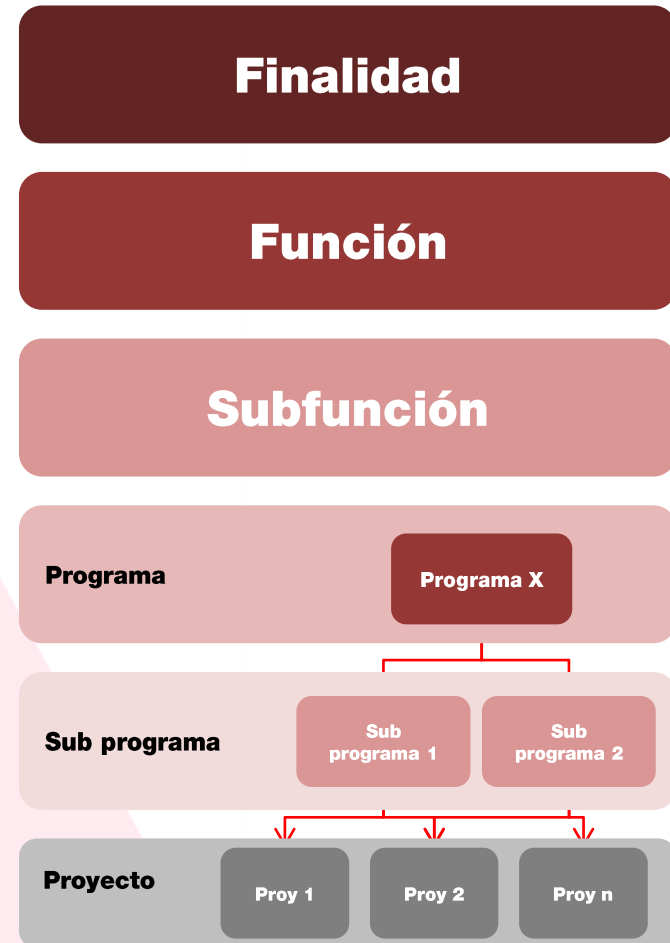 Finalidad
Función
Subfunción
Programa
Programa X
Sub programa
Sub
programa 1
Sub
programa 2
Proyecto
Proy 1
Proy 2
Proy n